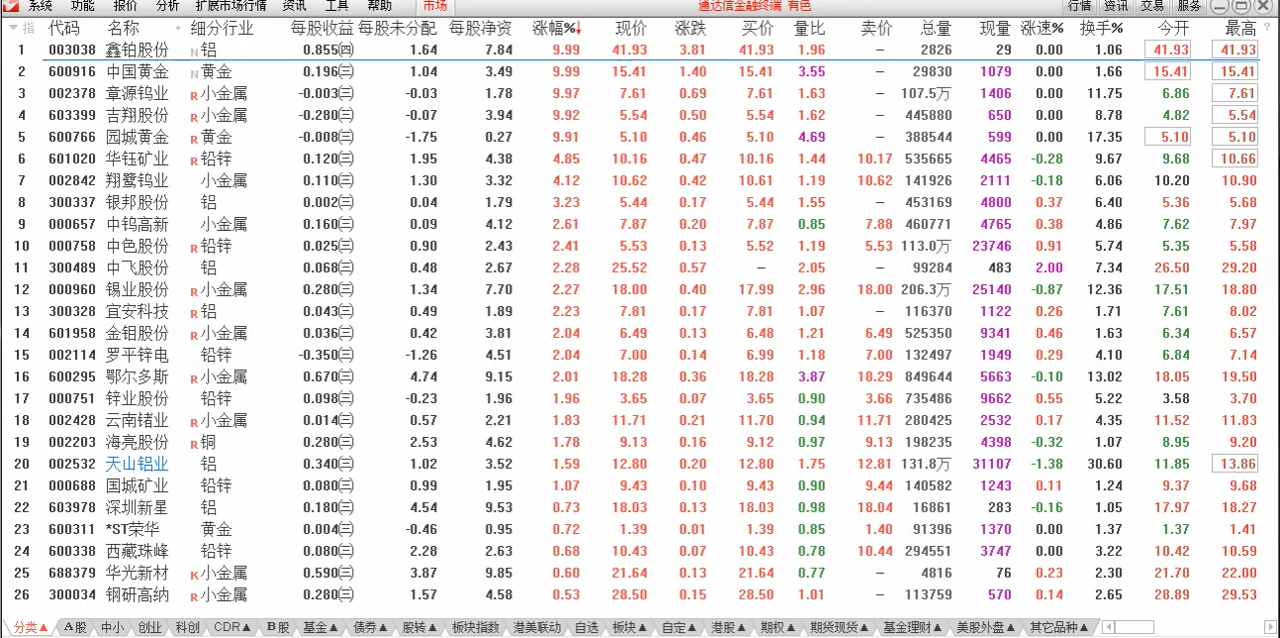 系统 功能 报价 分析 扩展市场行情 资讯 工具 帮助 市场 通达信金融终端 有色 行情 资讯 交易 服务
指 代码 名称 细分行业 每股收益 每股未分配 每股净资 涨幅%↓ 现价 涨跌 买价 量比 卖价 总量 现量 涨速% 换手% 今开 最高 ?
1 003038 鑫铂股份 N 铝 0.855㈣ 1.64 7.84 9.99 41.93 3.81 41.93 1.96 — 2826 29 0.00 1.06 41.93 41.93
2 600916 中国黄金 N 黄金 0.196㈢ 1.04 3.49 9.99 15.41 1.40 15.41 3.55 — 29830 1079 0.00 1.66 15.41 15.41
3 002378 章源钨业 R 小金属 -0.003㈢ -0.03 1.78 9.97 7.61 0.69 7.61 1.63 — 107.5万 1406 0.00 11.75 6.86 7.61
4 603399 吉翔股份 R 小金属 -0.280㈢ -0.07 3.94 9.92 5.54 0.50 5.54 1.62 — 445880 650 0.00 8.78 4.82 5.54
5 600766 园城黄金 R 黄金 -0.008㈢ -1.75 0.27 9.91 5.10 0.46 5.10 4.69 — 388544 599 0.00 17.35 5.10 5.10
6 601020 华钰矿业 R 铅锌 0.120㈢ 1.95 4.38 4.85 10.16 0.47 10.16 1.44 10.17 535665 4465 -0.28 9.67 9.68 10.66
7 002842 翔鹭钨业 小金属 0.110㈢ 1.30 3.32 4.12 10.62 0.42 10.61 1.19 10.62 141926 2111 -0.18 6.06 10.20 10.90
8 300337 银邦股份 铝 0.002㈢ 0.04 1.79 3.23 5.44 0.17 5.44 1.55 — 453169 4800 0.37 6.40 5.36 5.68
9 000657 中钨高新 小金属 0.160㈢ 0.09 4.12 2.61 7.87 0.20 7.87 0.85 7.88 460771 4765 0.38 4.86 7.62 7.97
10 000758 中色股份 R 铅锌 0.025㈢ 0.90 2.43 2.41 5.53 0.13 5.52 1.19 5.53 113.0万 23746 0.91 5.74 5.35 5.58
11 300489 中飞股份 铝 0.068㈢ 0.48 2.67 2.28 25.52 0.57 — 2.05 — 99284 483 2.00 7.34 26.50 29.20
12 000960 锡业股份 R 小金属 0.280㈢ 1.34 7.70 2.27 18.00 0.40 17.99 2.96 18.00 206.3万 25140 -0.87 12.36 17.51 18.80
13 300328 宜安科技 R 铝 0.043㈢ 0.49 1.89 2.23 7.81 0.17 7.81 1.07 — 116370 1122 0.26 1.71 7.61 8.02
14 601958 金钼股份 R 小金属 0.036㈢ 0.42 3.81 2.04 6.49 0.13 6.48 1.21 6.49 525350 9341 0.46 1.63 6.34 6.57
15 002114 罗平锌电 铅锌 -0.350㈢ -1.26 4.51 2.04 7.00 0.14 6.99 1.18 7.00 132497 1949 0.29 4.10 6.84 7.14
16 600295 鄂尔多斯 R 小金属 0.670㈢ 4.74 9.15 2.01 18.28 0.36 18.28 3.87 18.29 849644 5663 -0.10 13.02 18.05 19.50
17 000751 锌业股份 铅锌 0.098㈢ -0.23 1.96 1.96 3.65 0.07 3.65 0.90 3.66 735486 9662 0.55 5.22 3.58 3.70
18 002428 云南锗业 R 小金属 0.014㈢ 0.57 2.21 1.83 11.71 0.21 11.70 0.94 11.71 280425 2532 0.17 4.35 11.52 11.83
19 002203 海亮股份 R 铜 0.280㈢ 2.53 4.62 1.78 9.13 0.16 9.12 0.97 9.13 198235 4398 -0.32 1.07 8.95 9.20
20 002532 天山铝业 铝 0.340㈢ 1.02 3.52 1.59 12.80 0.20 12.80 1.75 12.81 131.8万 31107 -1.38 30.60 11.85 13.86
21 000688 国城矿业 铅锌 0.080㈢ 0.99 1.95 1.07 9.43 0.10 9.43 0.90 9.44 140582 1243 0.11 1.24 9.37 9.68
22 603978 深圳新星 铝 0.180㈢ 4.54 9.53 0.73 18.03 0.13 18.03 0.98 18.04 16861 283 -0.16 1.05 17.97 18.27
23 600311 *ST荣华 黄金 0.004㈢ -0.46 0.95 0.72 1.39 0.01 1.39 0.85 1.40 91396 1370 0.00 1.37 1.37 1.41
24 600338 西藏珠峰 铅锌 0.080㈢ 2.28 2.63 0.68 10.43 0.07 10.43 0.78 10.44 294551 3747 0.00 3.22 10.42 10.59
25 688379 华光新材 K 小金属 0.590㈢ 3.87 9.85 0.60 21.64 0.13 21.64 0.77 — 4816 76 0.23 2.30 21.70 22.00
26 300034 钢研高纳 R 小金属 0.280㈢ 1.57 4.58 0.53 28.50 0.15 28.50 1.01 — 113759 570 0.14 2.65 28.89 29.53
分类▲ A股 中小 创业 科创 CDR▲ B股 基金▲ 债券▲ 股转▲ 板块指数 港美联动 自选 板块▲ 自定▲ 港股▲ 期权▲ 期货现货▲ 基金理财▲ 美股外盘▲ 其它品种▲